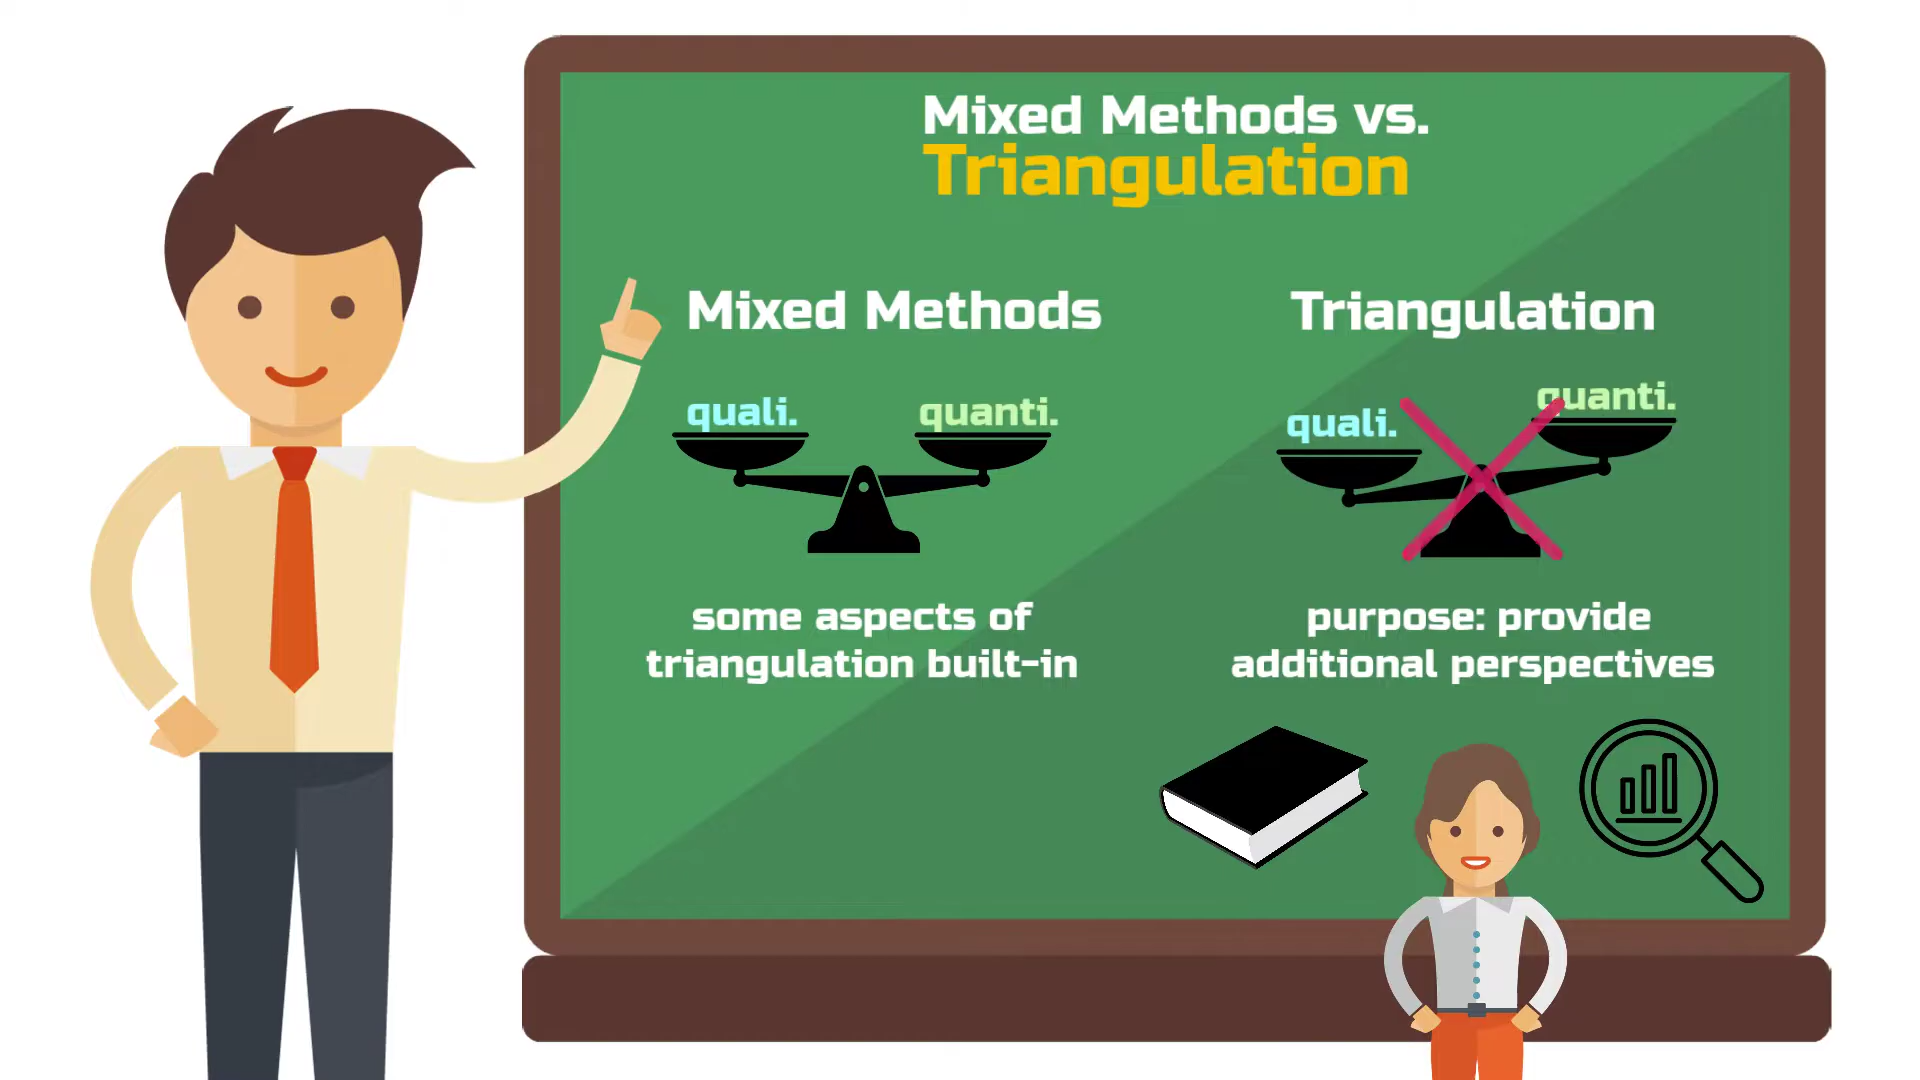 Mixed Methods vs.
Triangulation
Mixed Methods
quali.
quanti.
some aspects of
triangulation built-in
Triangulation
quali.
quanti.
purpose: provide
additional perspectives